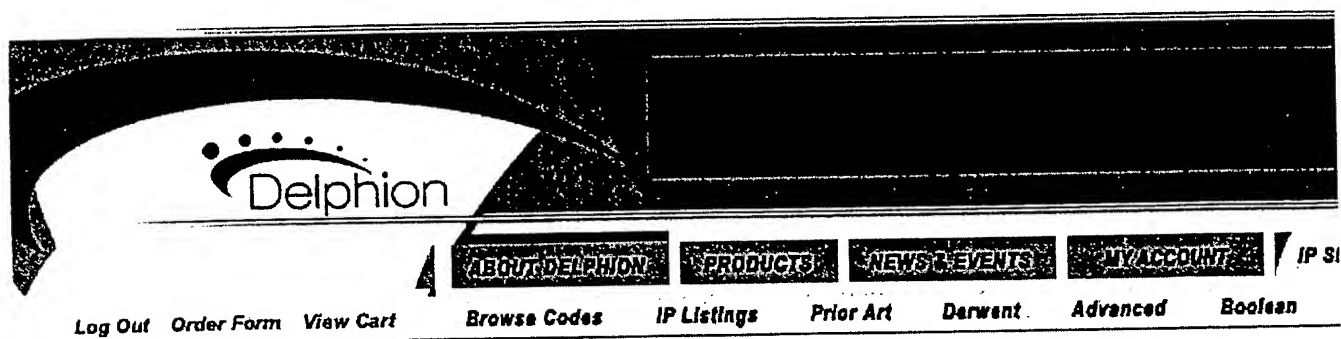 Delphion
ABOUT DELPHION PRODUCTS NEWS & EVENTS MY ACCOUNT IP
Log Out Order Form View Cart Browse Codes IP Listings Prior Art Derwent Advanced Boolean